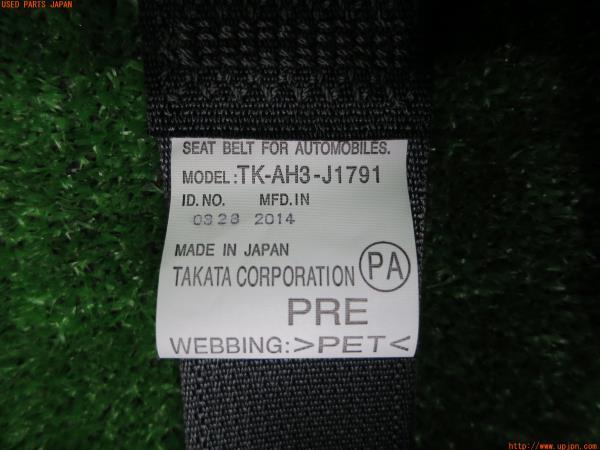 USED PARTS JAPAN
SEAT BELT FOR AUTOMOBILES.
MODEL:TK-AH3-J1791
ID.NO. MFD.IN
0328 2014
MADE IN JAPAN
TAKATA CORPORATION PA
PRE
WEBBING:>PET<
http://www.upjpn.com/